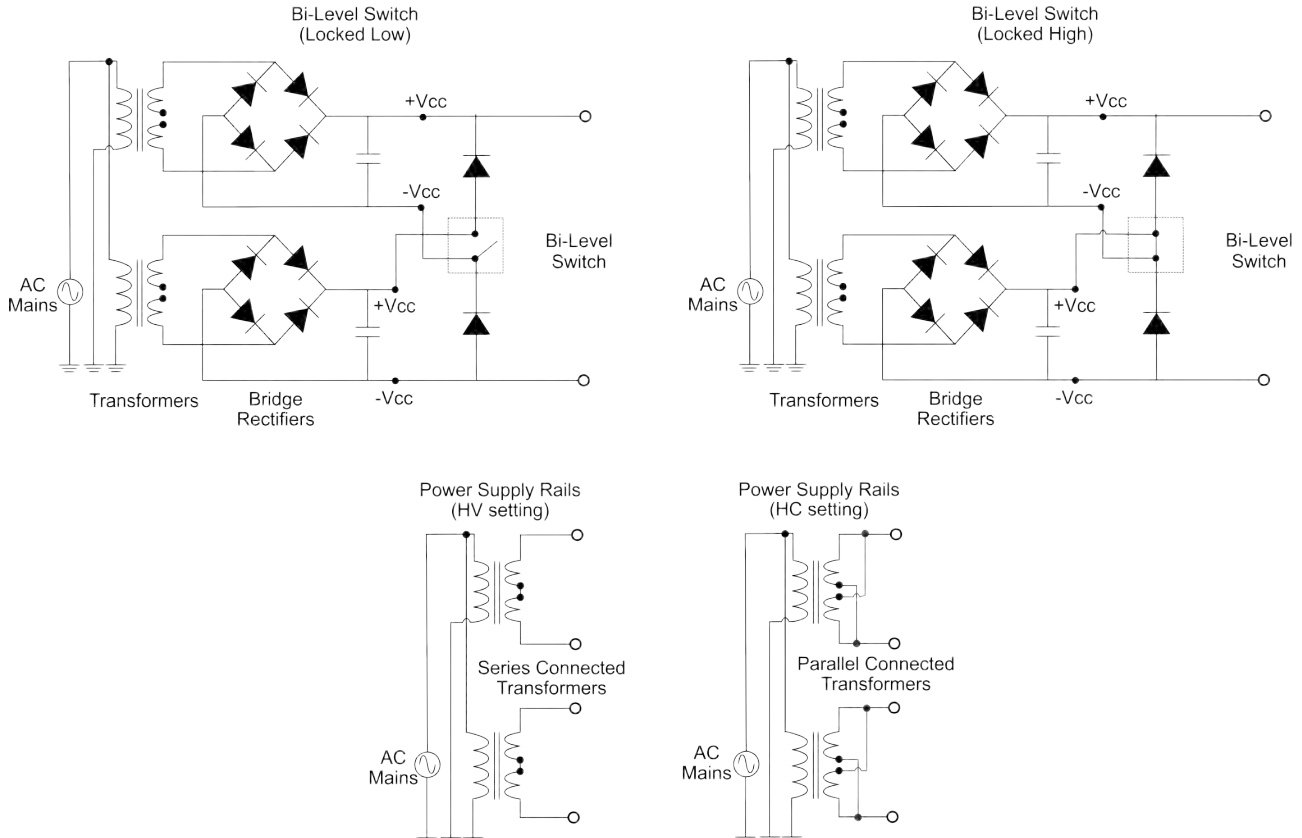 Bi-Level Switch
(Locked Low)
+Vcc
-Vcc
Bi-Level
Switch
AC
Mains
+Vcc
-Vcc
Transformers
Bridge
Rectifiers
Bi-Level Switch
(Locked High)
+Vcc
-Vcc
Bi-Level
Switch
AC
Mains
+Vcc
-Vcc
Transformers
Bridge
Rectifiers
Power Supply Rails
(HV setting)
Series Connected
Transformers
AC
Mains
Power Supply Rails
(HC setting)
Parallel Connected
Transformers
AC
Mains